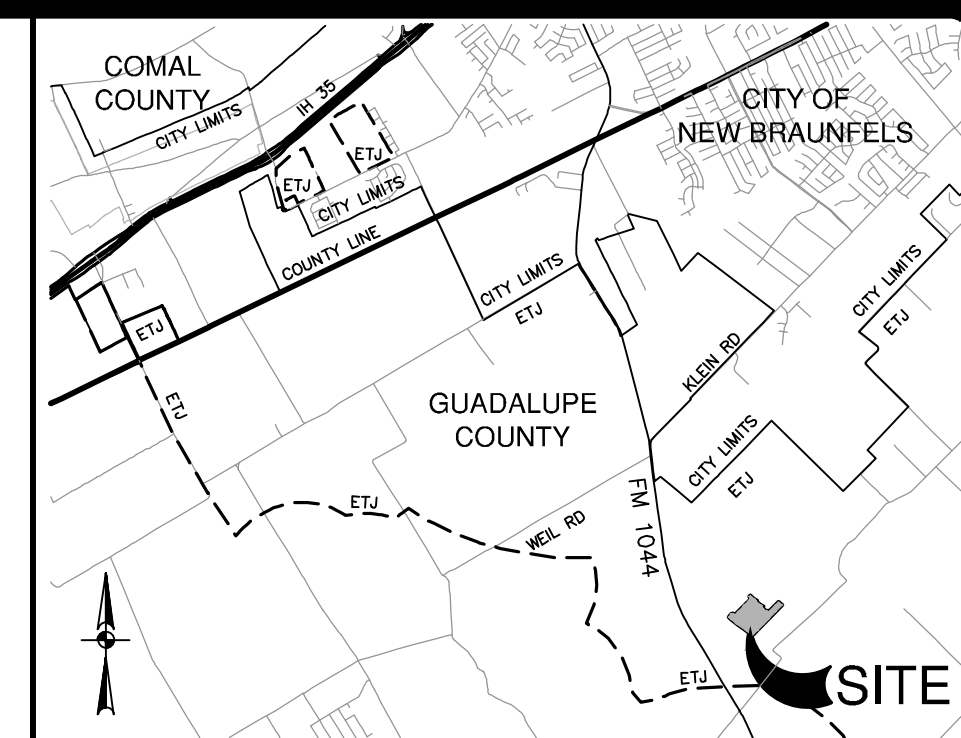 COMAL
COUNTY
CITY LIMITS
IH 35
CITY OF
NEW BRAUNFELS
ETJ
ETJ
CITY LIMITS
COUNTY LINE
CITY LIMITS
ETJ
CITY LIMITS
ETJ
ETJ
ETJ
KLEIN RD
GUADALUPE
COUNTY
CITY LIMITS
ETJ
ETJ
WEIL RD
FM 1044
ETJ
SITE